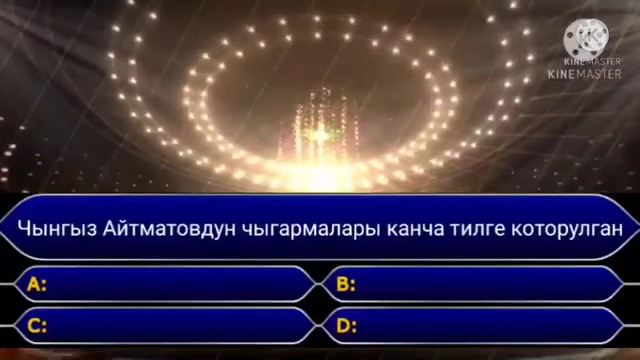 KINEMASTER
KINEMASTER
Чынгыз Айтматовдун чыгармалары канча тилге которулган
A:
B:
C:
D: